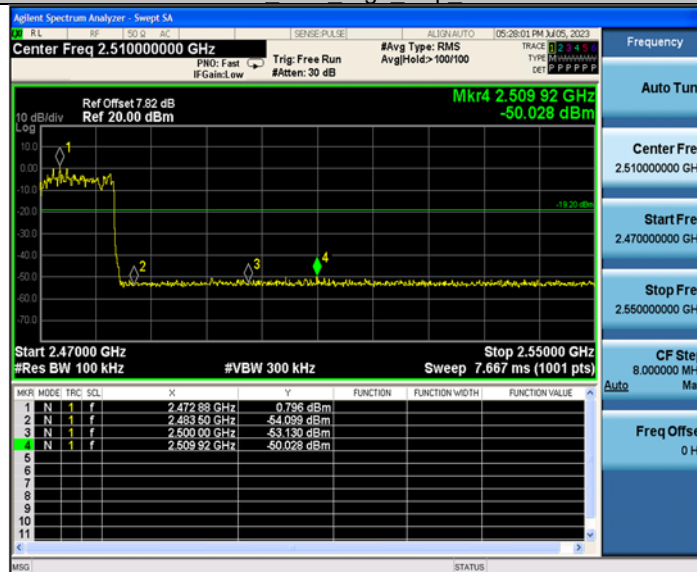 Agilent Spectrum Analyzer - Swept SA
RL RF 50 Ω AC SENSE:PULSE ALIGN AUTO 05:28:01 PM Jul 05, 2023
Center Freq 2.510000000 GHz
PNO: Fast
IFGain:Low
Trig: Free Run
#Atten: 30 dB
#Avg Type: RMS
Avg|Hold:>100/100
TRACE 1 2 3 4 5 6
TYPE M
DET P P P P P P
Ref Offset 7.82 dB
10 dB/div Ref 20.00 dBm
Log
Mkr4 2.509 92 GHz
-50.028 dBm
10.0
0.00
-10.0
-20.0
-30.0
-40.0
-50.0
-60.0
-70.0
1
2
3
4
-19.20 dBm
Start 2.47000 GHz Stop 2.55000 GHz
#Res BW 100 kHz #VBW 300 kHz Sweep 7.667 ms (1001 pts)
MKR MODE TRC SCL X Y FUNCTION FUNCTION WIDTH FUNCTION VALUE
1 N 1 f 2.472 88 GHz 0.796 dBm
2 N 1 f 2.483 50 GHz -54.099 dBm
3 N 1 f 2.500 00 GHz -53.130 dBm
4 N 1 f 2.509 92 GHz -50.028 dBm
5
6
7
8
9
10
11
MSG STATUS
Frequency
Auto Tun
Center Fre
2.510000000 GH
Start Fre
2.470000000 GH
Stop Fre
2.550000000 GH
CF Ste
8.000000 MH
Auto Ma
Freq Offse
0 H